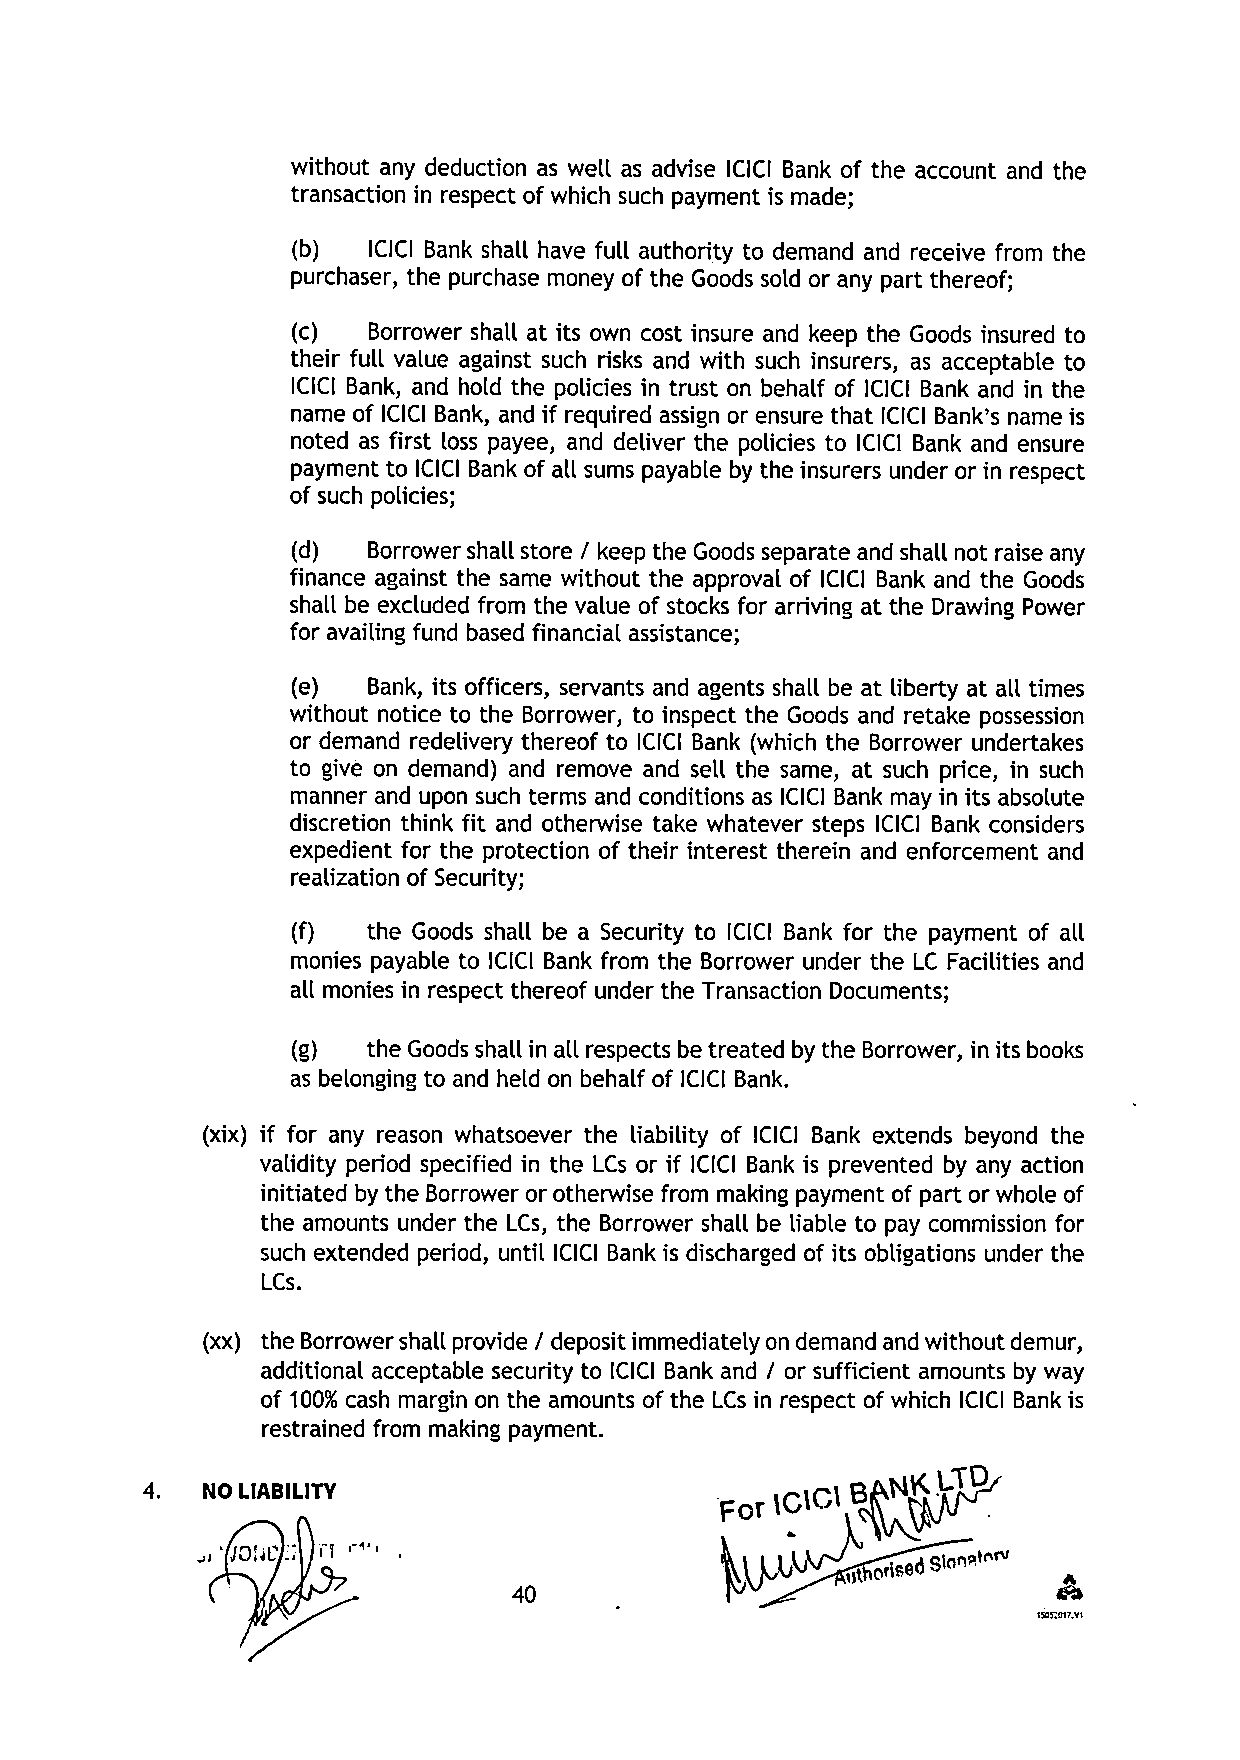 without any deduction as well as advise ICICI Bank of the account and the
transaction in respect of which such payment is made;
(b) ICICI Bank shall have full authority to demand and receive from the
purchaser, the purchase money of the Goods sold or any part thereof;
(c) Borrower shall at its own cost insure and keep the Goods insured to
their full value against such risks and with such insurers, as acceptable to
ICICI Bank, and hold the policies in trust on behalf of ICICI Bank and in the
name of ICICI Bank, and if required assign or ensure that ICICI Bank's name is
noted as first loss payee, and deliver the policies to ICICI Bank and ensure
payment to ICICI Bank of all sums payable by the insurers under or in respect
of such policies;
(d) Borrower shall store / keep the Goods separate and shall not raise any
finance against the same without the approval of ICICI Bank and the Goods
shall be excluded from the value of stocks for arriving at the Drawing Power
for availing fund based financial assistance;
(e) Bank, its officers, servants and agents shall be at liberty at all times
without notice to the Borrower, to inspect the Goods and retake possession
or demand redelivery thereof to ICICI Bank (which the Borrower undertakes
to give on demand) and remove and sell the same, at such price, in such
manner and upon such terms and conditions as ICICI Bank may in its absolute
discretion think fit and otherwise take whatever steps ICICI Bank considers
expedient for the protection of their interest therein and enforcement and
realization of Security;
(f) the Goods shall be a Security to ICICI Bank for the payment of all
monies payable to ICICI Bank from the Borrower under the LC Facilities and
all monies in respect thereof under the Transaction Documents;
(g) the Goods shall in all respects be treated by the Borrower, in its books
as belonging to and held on behalf of ICICI Bank.
(xix) if for any reason whatsoever the liability of ICICI Bank extends beyond the
validity period specified in the LCs or if ICICI Bank is prevented by any action
initiated by the Borrower or otherwise from making payment of part or whole of
the amounts under the LCs, the Borrower shall be liable to pay commission for
such extended period, until ICICI Bank is discharged of its obligations under the
LCs.
(xx) the Borrower shall provide / deposit immediately on demand and without demur,
additional acceptable security to ICICI Bank and / or sufficient amounts by way
of 100% cash margin on the amounts of the LCs in respect of which ICICI Bank is
restrained from making payment.
4. NO LIABILITY
For ICICI BANK LTD
Authorised Signatory
40